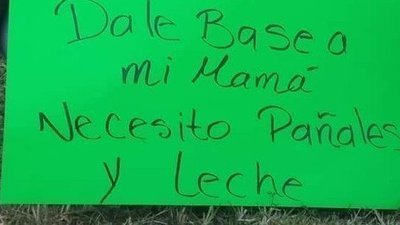 Dale Base a
mi Mamá
Necesito Pañales
y Leche